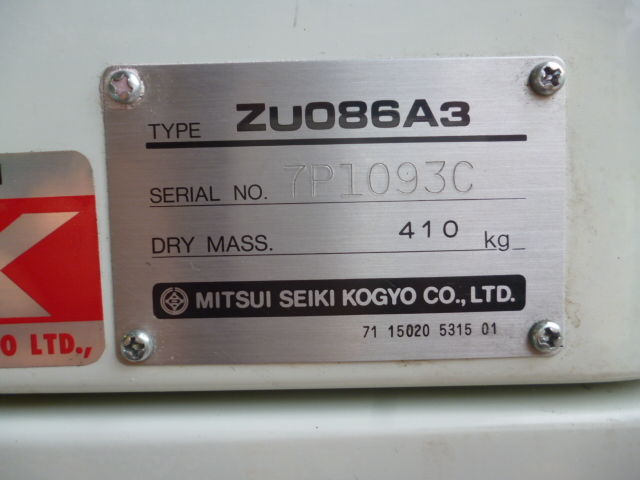 TYPE ZU086A3
SERIAL NO. 7P1093C
DRY MASS. 410 kg
MITSUI SEIKI KOGYO CO., LTD.
71 15020 5315 01
K
O LTD.,